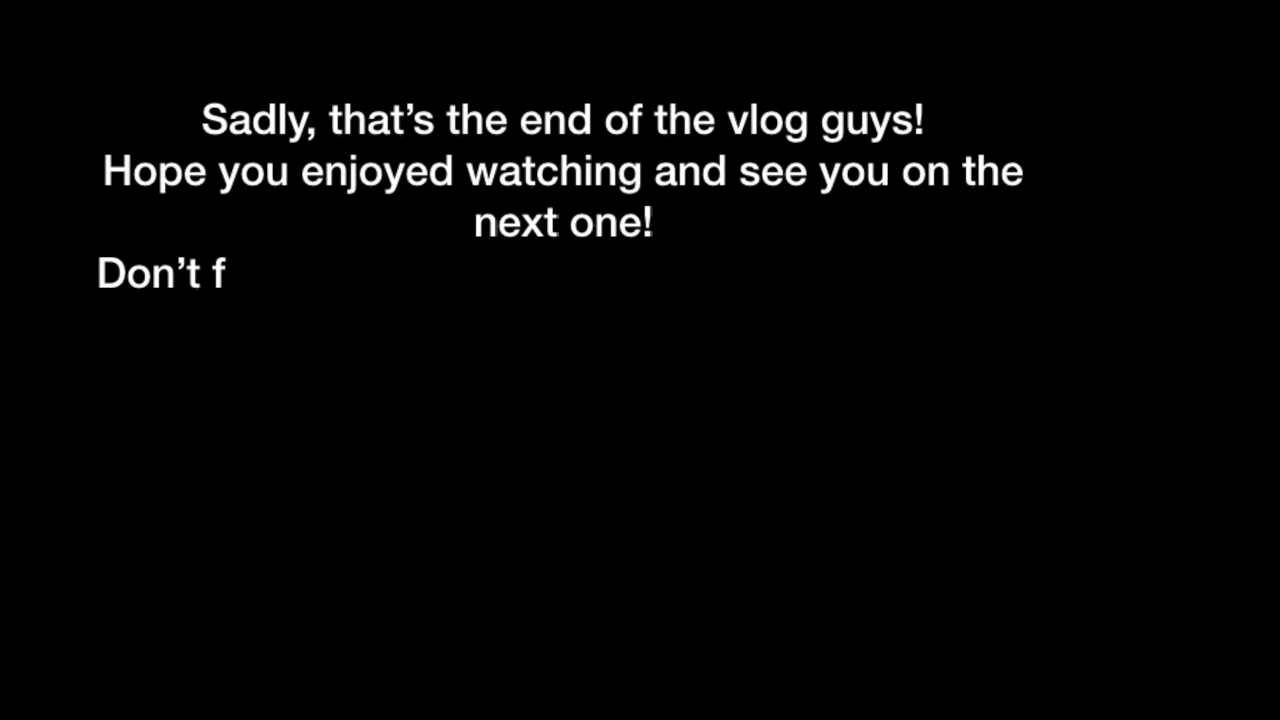 Sadly, that’s the end of the vlog guys!
Hope you enjoyed watching and see you on the
next one!
Don’t f